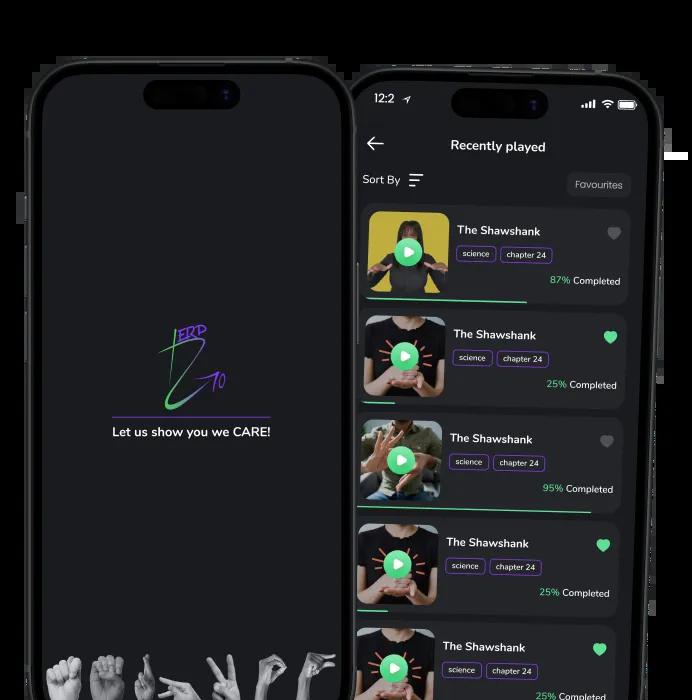 ERD
Let us show you we CARE!
12:2
Recently played
Sort By
Favourites
The Shawshank
science
chapter 24
87% Completed
The Shawshank
science
chapter 24
25% Completed
The Shawshank
science
chapter 24
95% Completed
The Shawshank
science
chapter 24
25% Completed
The Shawshank
science
chapter 24
25% Completed